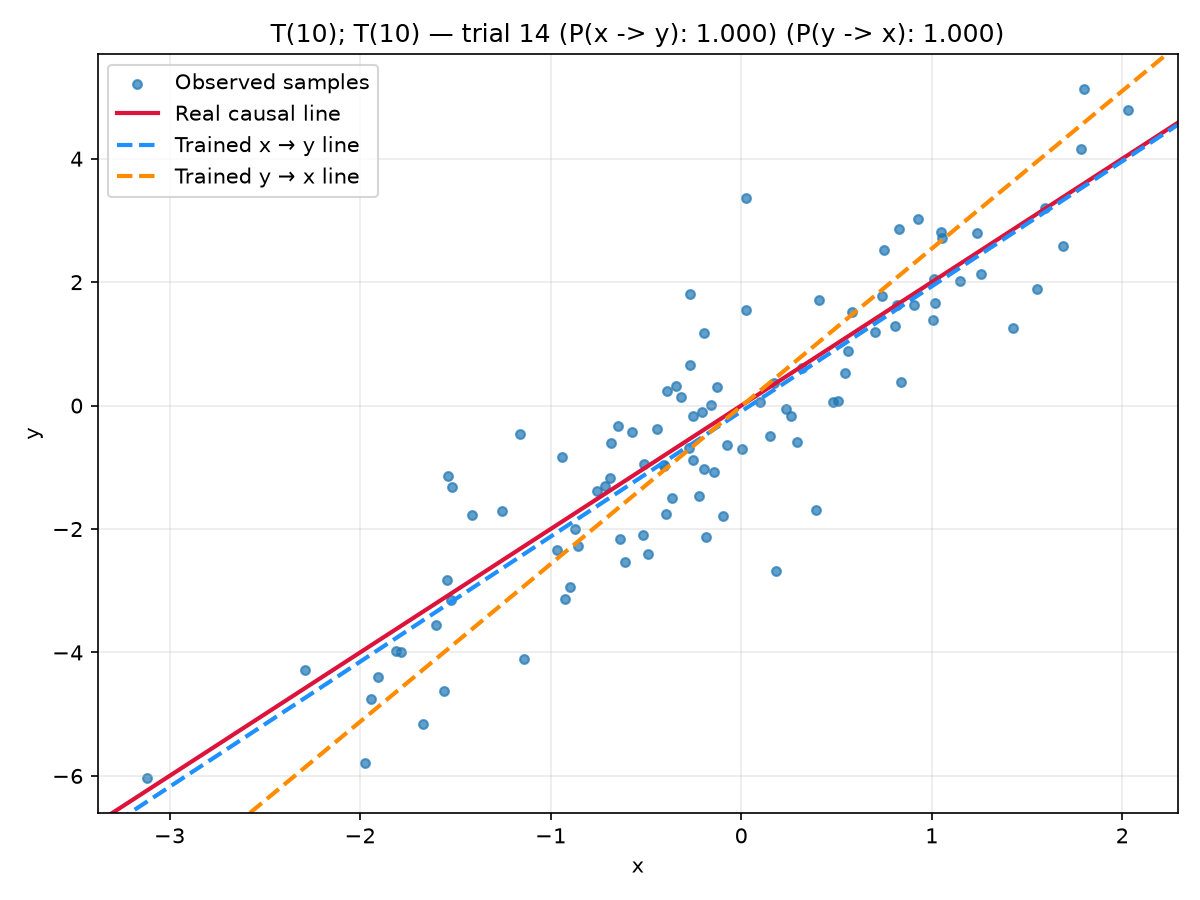 T(10); T(10) — trial 14 (P(x -> y): 1.000) (P(y -> x): 1.000)
Observed samples
Real causal line
Trained x → y line
Trained y → x line
4
2
0
−2
−4
−6
y
−3 −2 −1 0 1 2
x